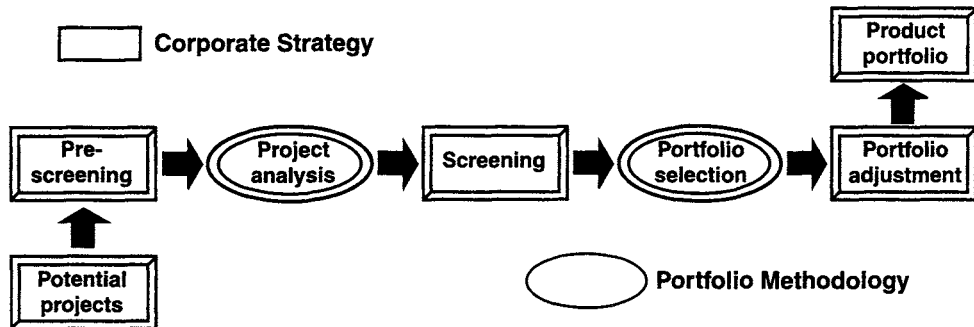 Corporate Strategy
Product
portfolio
Pre-
screening
Project
analysis
Screening
Portfolio
selection
Portfolio
adjustment
Potential
projects
Portfolio Methodology